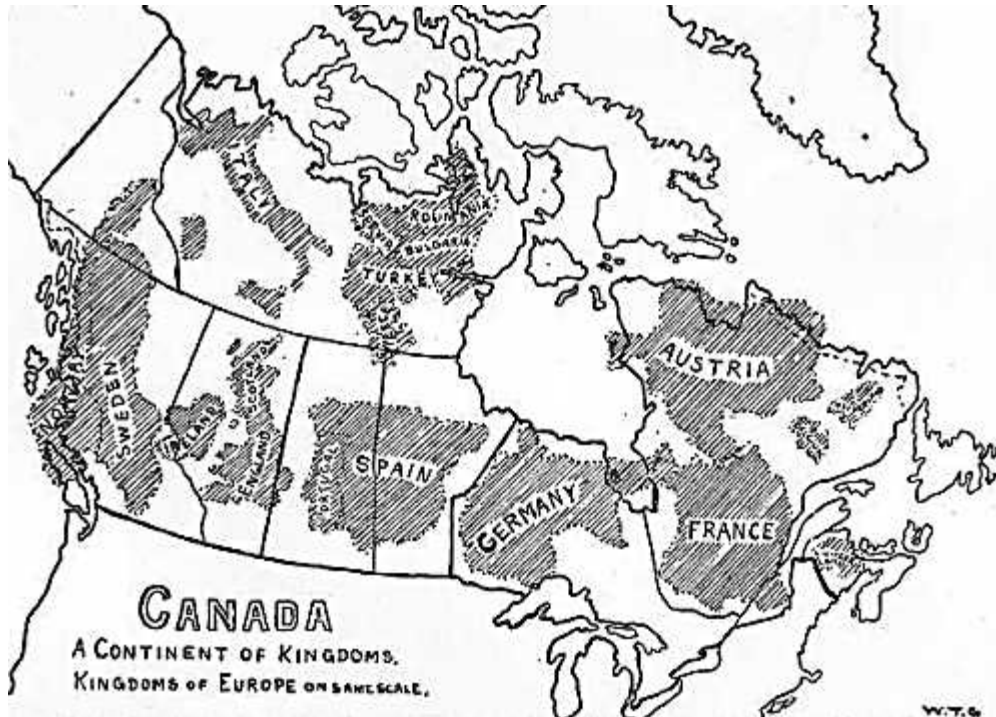 ITALY
ROUMANIA
BULGARIA
TURKEY
GREECE
NORWAY
SWEDEN
IRELAND
SCOTLAND
ENGLAND
PORTUGAL
SPAIN
GERMANY
AUSTRIA
FRANCE
CANADA
A CONTINENT OF KINGDOMS.
KINGDOMS OF EUROPE ON SAME SCALE.
W.T.G